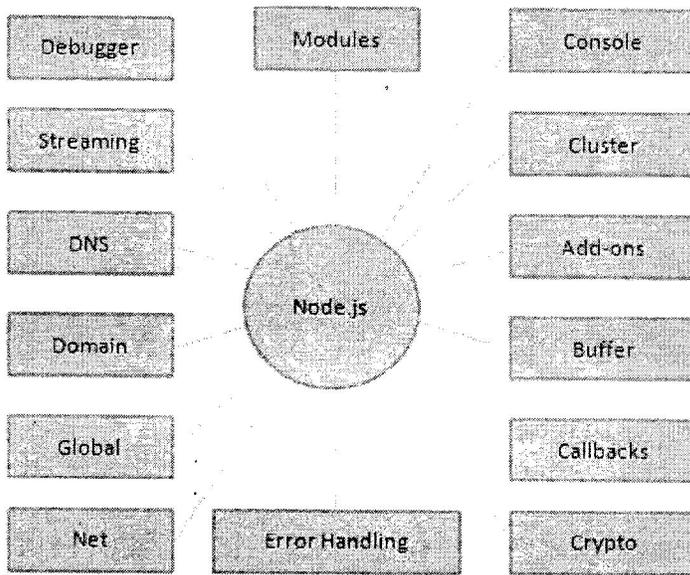 Debugger
Modules
Console
Streaming
Cluster
DNS
Add-ons
Node.js
Domain
Buffer
Global
Callbacks
Net
Error Handling
Crypto